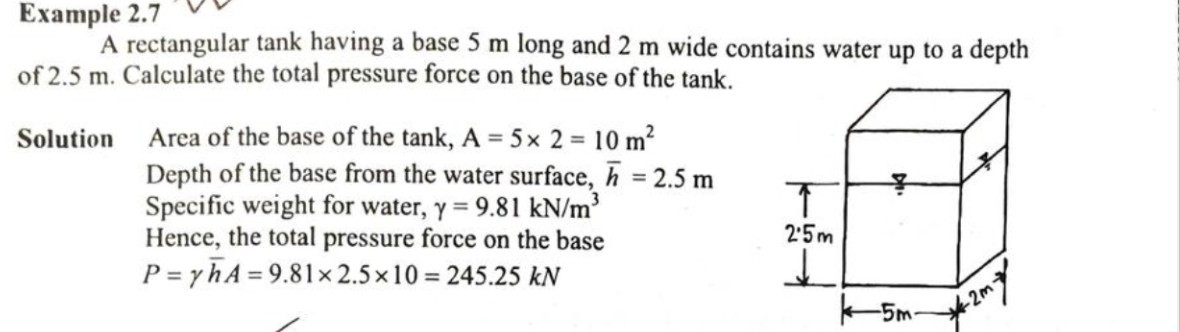 Example 2.7
A rectangular tank having a base 5 m long and 2 m wide contains water up to a depth
of 2.5 m. Calculate the total pressure force on the base of the tank.
Solution Area of the base of the tank, A = 5× 2 = 10 m²
Depth of the base from the water surface, h̄ = 2.5 m
Specific weight for water, γ = 9.81 kN/m³
Hence, the total pressure force on the base
P = γ h̄ A = 9.81×2.5×10 = 245.25 kN
2·5m
5m
2m